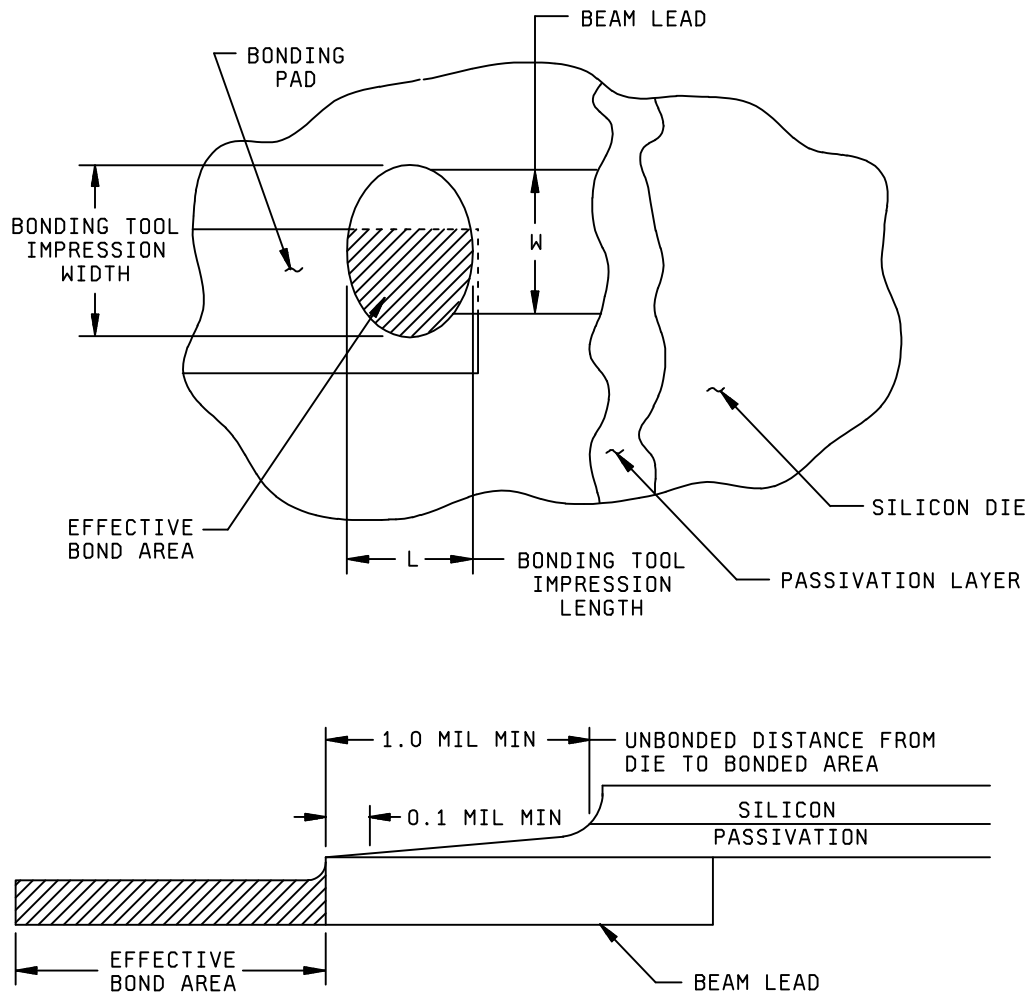 BEAM LEAD
BONDING
PAD
BONDING TOOL
IMPRESSION
WIDTH
W
EFFECTIVE
BOND AREA
L
BONDING TOOL
IMPRESSION
LENGTH
SILICON DIE
PASSIVATION LAYER
1.0 MIL MIN
UNBONDED DISTANCE FROM
DIE TO BONDED AREA
0.1 MIL MIN
SILICON
PASSIVATION
EFFECTIVE
BOND AREA
BEAM LEAD